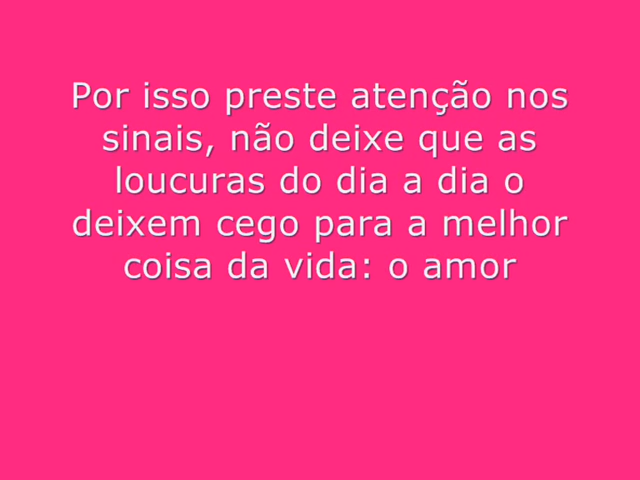 Por isso preste atenção nos
sinais, não deixe que as
loucuras do dia a dia o
deixem cego para a melhor
coisa da vida: o amor